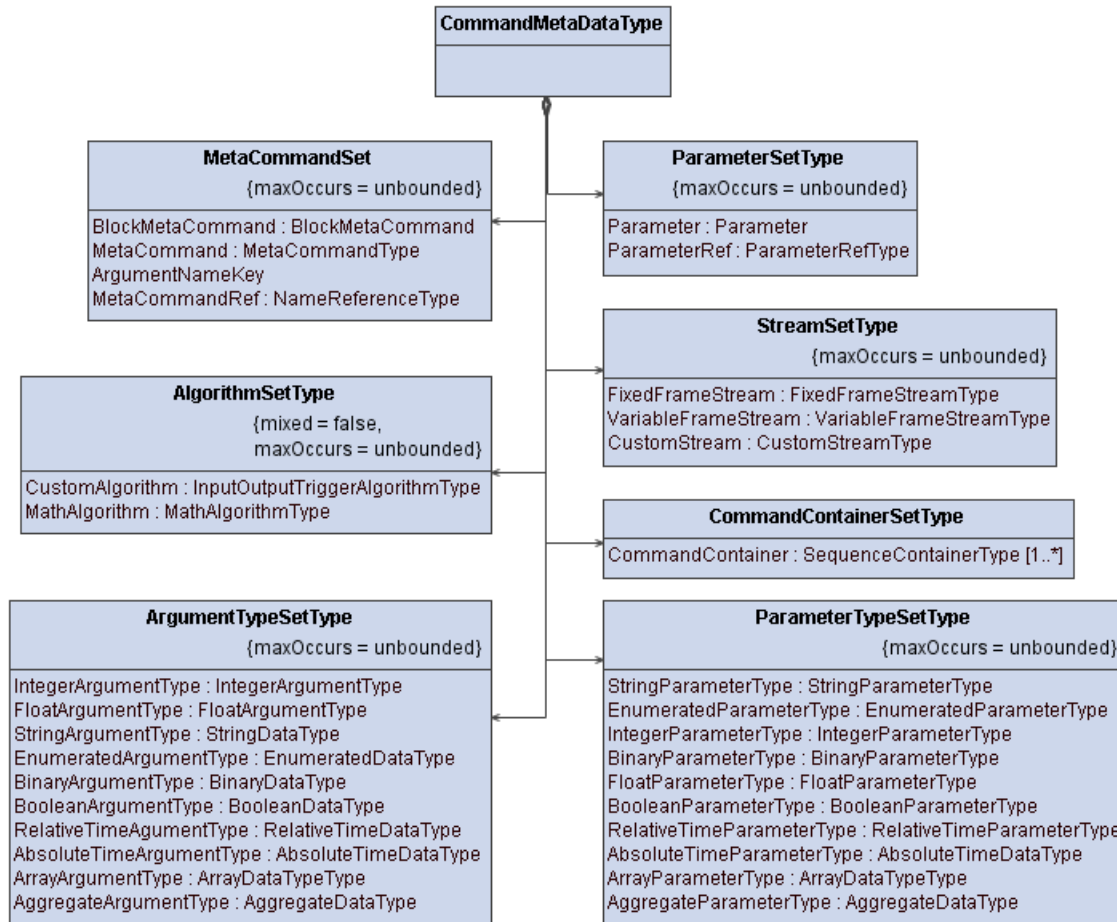 CommandMetaDataType
MetaCommandSet
{maxOccurs = unbounded}
BlockMetaCommand : BlockMetaCommand
MetaCommand : MetaCommandType
ArgumentNameKey
MetaCommandRef : NameReferenceType
ParameterSetType
{maxOccurs = unbounded}
Parameter : Parameter
ParameterRef : ParameterRefType
StreamSetType
{maxOccurs = unbounded}
FixedFrameStream : FixedFrameStreamType
VariableFrameStream : VariableFrameStreamType
CustomStream : CustomStreamType
AlgorithmSetType
{mixed = false,
maxOccurs = unbounded}
CustomAlgorithm : InputOutputTriggerAlgorithmType
MathAlgorithm : MathAlgorithmType
CommandContainerSetType
CommandContainer : SequenceContainerType [1..*]
ArgumentTypeSetType
{maxOccurs = unbounded}
IntegerArgumentType : IntegerArgumentType
FloatArgumentType : FloatArgumentType
StringArgumentType : StringDataType
EnumeratedArgumentType : EnumeratedDataType
BinaryArgumentType : BinaryDataType
BooleanArgumentType : BooleanDataType
RelativeTimeAgumentType : RelativeTimeDataType
AbsoluteTimeArgumentType : AbsoluteTimeDataType
ArrayArgumentType : ArrayDataTypeType
AggregateArgumentType : AggregateDataType
ParameterTypeSetType
{maxOccurs = unbounded}
StringParameterType : StringParameterType
EnumeratedParameterType : EnumeratedParameterType
IntegerParameterType : IntegerParameterType
BinaryParameterType : BinaryParameterType
FloatParameterType : FloatParameterType
BooleanParameterType : BooleanParameterType
RelativeTimeParameterType : RelativeTimeParameterType
AbsoluteTimeParameterType : AbsoluteTimeDataType
ArrayParameterType : ArrayDataTypeType
AggregateParameterType : AggregateDataType